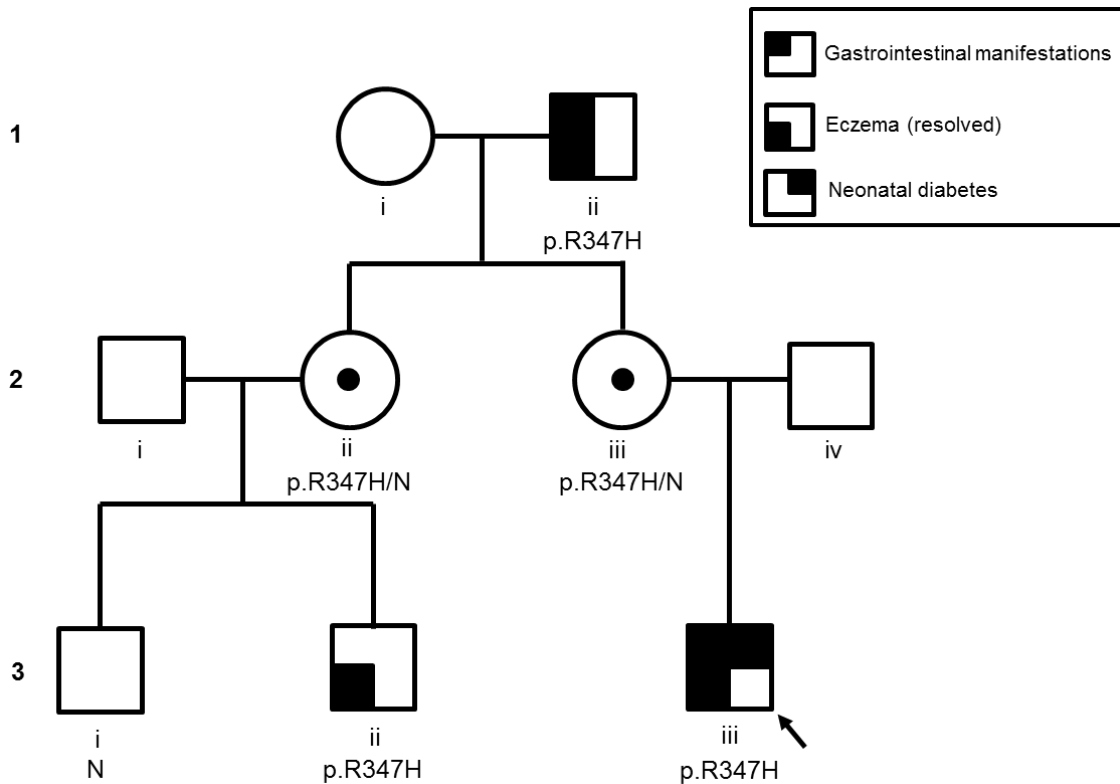 Gastrointestinal manifestations
Eczema (resolved)
Neonatal diabetes
1
i
ii
p.R347H
2
i
ii
p.R347H/N
iii
p.R347H/N
iv
3
i
N
ii
p.R347H
iii
p.R347H